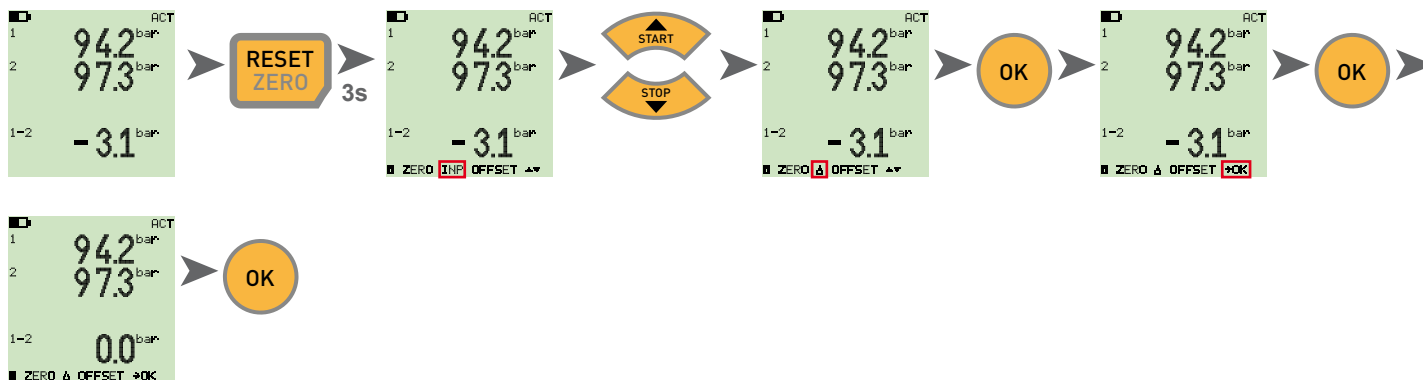 ACT
1 94.2 bar
2 97.3 bar
1-2 - 3.1 bar
RESET
ZERO
3s
ACT
1 94.2 bar
2 97.3 bar
1-2 - 3.1 bar
ZERO INP OFFSET ▲▼
START
STOP
ACT
1 94.2 bar
2 97.3 bar
1-2 - 3.1 bar
ZERO Δ OFFSET ▲▼
OK
ACT
1 94.2 bar
2 97.3 bar
1-2 - 3.1 bar
ZERO Δ OFFSET →OK
OK
ACT
1 94.2 bar
2 97.3 bar
1-2 0.0 bar
ZERO Δ OFFSET →OK
OK